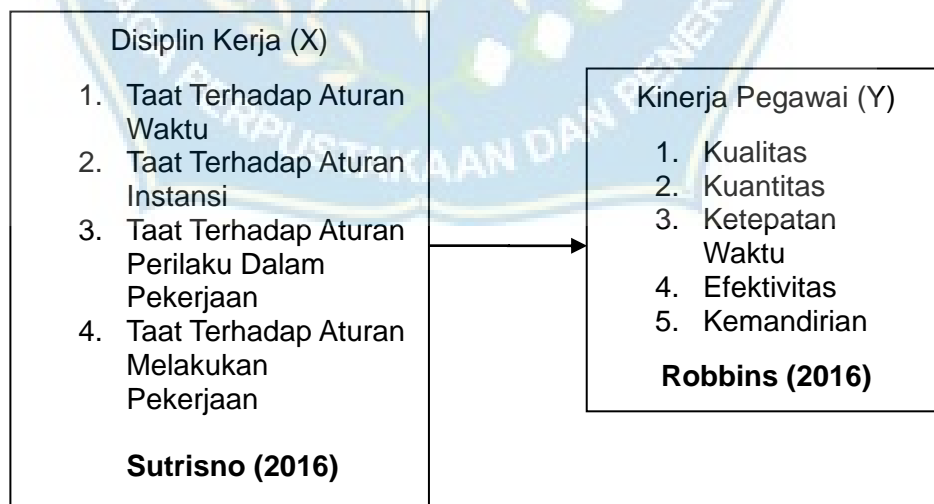 Disiplin Kerja (X)
1. Taat Terhadap Aturan
Waktu
2. Taat Terhadap Aturan
Instansi
3. Taat Terhadap Aturan
Perilaku Dalam
Pekerjaan
4. Taat Terhadap Aturan
Melakukan
Pekerjaan
Sutrisno (2016)
Kinerja Pegawai (Y)
1. Kualitas
2. Kuantitas
3. Ketepatan
Waktu
4. Efektivitas
5. Kemandirian
Robbins (2016)
PERPUSTAKAAN DAN